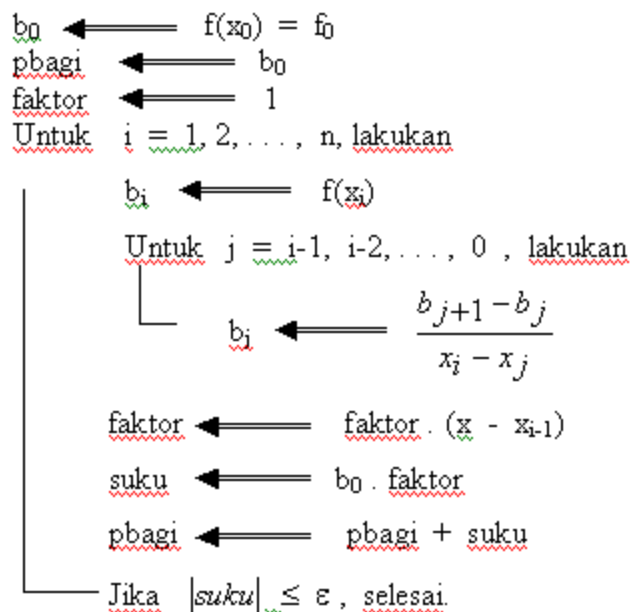 b₀ ⟸ f(x₀) = f₀
pbagi ⟸ b₀
faktor ⟸ 1
Untuk i = 1, 2, . . . , n, lakukan
bᵢ ⟸ f(xᵢ)
Untuk j = i-1, i-2, . . . , 0 , lakukan
bⱼ ⟸ (bⱼ₊₁ − bⱼ) / (xᵢ − xⱼ)
faktor ⟸ faktor . (x - xᵢ₋₁)
suku ⟸ b₀ . faktor
pbagi ⟸ pbagi + suku
Jika |suku| ≤ ε , selesai.